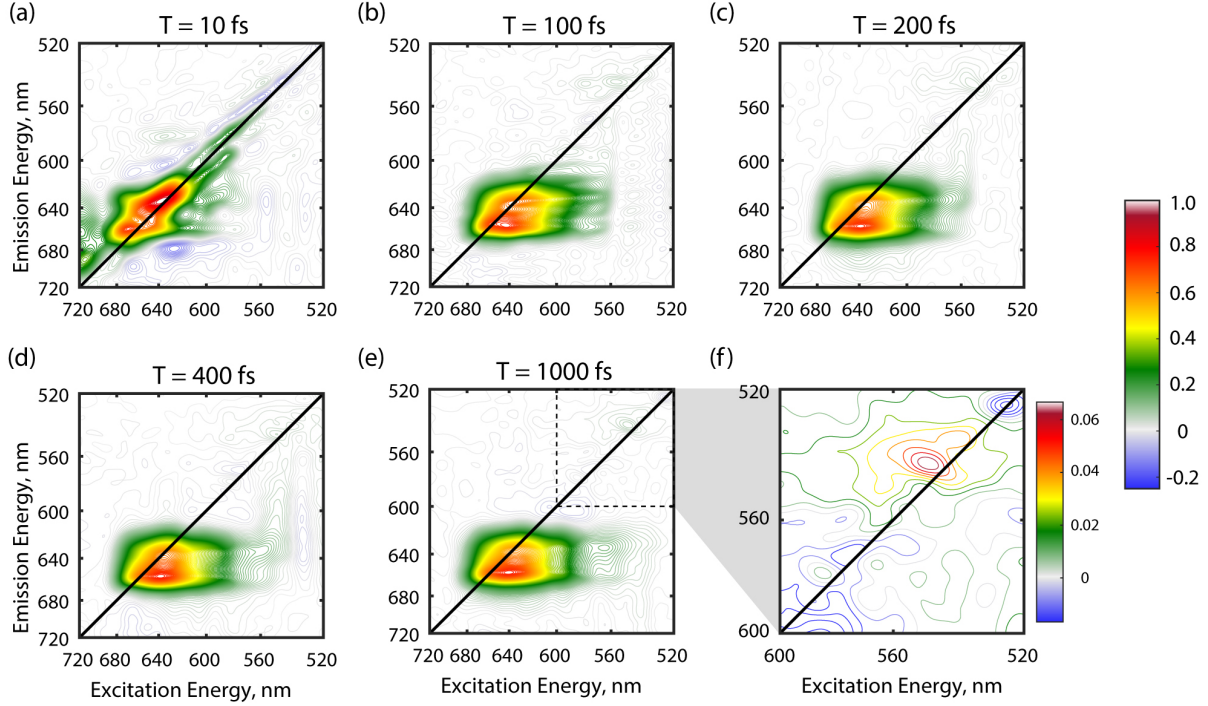 (a)
T = 10 fs
(b)
T = 100 fs
(c)
T = 200 fs
Emission Energy, nm
520
560
600
640
680
720
720 680 640 600 560 520
520
560
600
640
680
720
720 680 640 600 560 520
520
560
600
640
680
720
720 680 640 600 560 520
1.0
0.8
0.6
0.4
0.2
0
-0.2
(d)
T = 400 fs
(e)
T = 1000 fs
(f)
Emission Energy, nm
520
560
600
640
680
720
720 680 640 600 560 520
Excitation Energy, nm
520
560
600
640
680
720
720 680 640 600 560 520
Excitation Energy, nm
0.06
0.04
0.02
0
520
560
600
600 560 520
Excitation Energy, nm